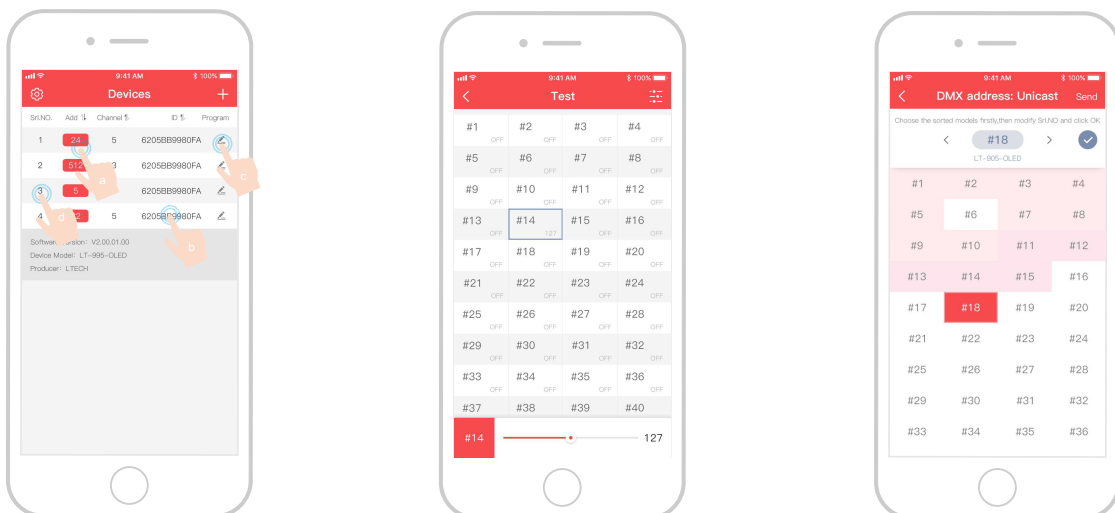 9:41 AM 100%
Devices +
Srl.NO. Add Channel ID Program
1 24 5 6205BB9980FA
a c
2 512 3 6205BB9980FA
3 5 6205BB9980FA
d
4 2 5 6205BB9980FA
b
Software Version: V2.00.01.00
Device Model: LT-995-OLED
Producer: LTECH
9:41 AM 100%
Test
#1 OFF #2 OFF #3 OFF #4 OFF
#5 OFF #6 OFF #7 OFF #8 OFF
#9 OFF #10 OFF #11 OFF #12 OFF
#13 OFF #14 127 #15 OFF #16 OFF
#17 OFF #18 OFF #19 OFF #20 OFF
#21 OFF #22 OFF #23 OFF #24 OFF
#25 OFF #26 OFF #27 OFF #28 OFF
#29 OFF #30 OFF #31 OFF #32 OFF
#33 OFF #34 OFF #35 OFF #36 OFF
#37 #38 #39 #40
#14 127
9:41 AM 100%
DMX address: Unicast Send
Choose the sorted models firstly,then modify Srl.NO and click OK
< #18 >
LT-905-OLED
#1 #2 #3 #4
#5 #6 #7 #8
#9 #10 #11 #12
#13 #14 #15 #16
#17 #18 #19 #20
#21 #22 #23 #24
#25 #26 #27 #28
#29 #30 #31 #32
#33 #34 #35 #36